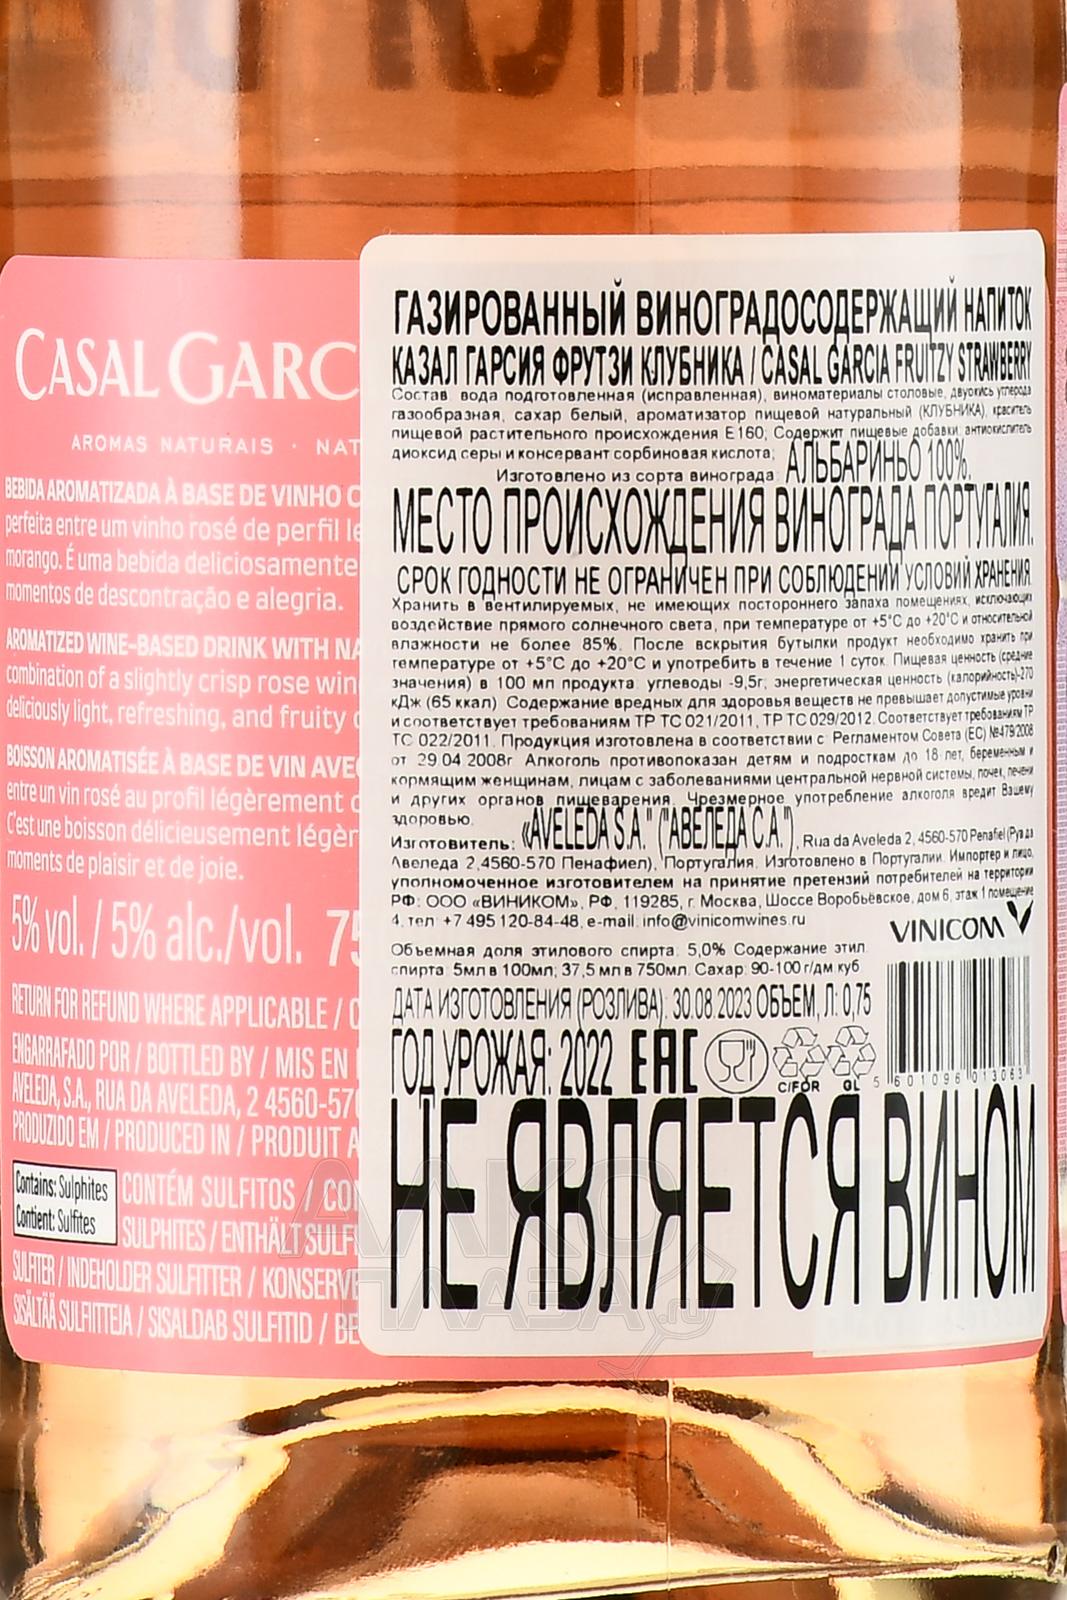 CASAL GARC
AROMAS NATURAIS · NAT
BEBIDA AROMATIZADA À BASE DE VINHO C
perfeita entre um vinho rosé de perfil le
morango. É uma bebida deliciosamente
momentos de descontração e alegria.
AROMATIZED WINE-BASED DRINK WITH NA
combination of a slightly crisp rose win
deliciously light, refreshing, and fruity
BOISSON AROMATISÉE À BASE DE VIN AVEC
entre un vin rosé au profil légèrement
C'est une boisson délicieusement légèr
moments de plaisir et de joie.
5% vol. / 5% alc./vol. 75
RETURN FOR REFUND WHERE APPLICABLE /
ENGARRAFADO POR / BOTTLED BY / MIS EN
AVELEDA, S.A., RUA DA AVELEDA, 2 4560-570
PRODUZIDO EM / PRODUCED IN / PRODUIT A
Contains: Sulphites
Contient: Sulfites
CONTÉM SULFITOS / CON
SULPHITES / ENTHÄLT SULFI
SULFITER / INDEHOLDER SULFITTER / KONSERVE
SISÄLTÄÄ SULFIITTEJA / SISALDAB SULFITID / BE
ГАЗИРОВАННЫЙ ВИНОГРАДОСОДЕРЖАЩИЙ НАПИТОК
КАЗАЛ ГАРСИЯ ФРУТЗИ КЛУБНИКА / CASAL GARCIA FRUITZY STRAWBERRY
Состав: вода подготовленная (исправленная), виноматериалы столовые, двуокись углерода
газообразная, сахар белый, ароматизатор пищевой натуральный (КЛУБНИКА), краситель
пищевой растительного происхождения Е160; Содержит пищевые добавки: антиокислитель
диоксид серы и консервант сорбиновая кислота;
Изготовлено из сорта винограда: АЛЬБАРИНЬО 100%.
МЕСТО ПРОИСХОЖДЕНИЯ ВИНОГРАДА ПОРТУГАЛИЯ.
СРОК ГОДНОСТИ НЕ ОГРАНИЧЕН ПРИ СОБЛЮДЕНИИ УСЛОВИЙ ХРАНЕНИЯ.
Хранить в вентилируемых, не имеющих постороннего запаха помещениях, исключающих
воздействие прямого солнечного света, при температуре от +5°С до +20°С и относительной
влажности не более 85%. После вскрытия бутылки продукт необходимо хранить при
температуре от +5°С до +20°С и употребить в течение 1 суток. Пищевая ценность (средние
значения) в 100 мл продукта: углеводы -9,5г; энергетическая ценность (калорийность)-270
кДж (65 ккал). Содержание вредных для здоровья веществ не превышает допустимые уровни
и соответствует требованиям ТР ТС 021/2011, ТР ТС 029/2012. Соответствует требованиям ТР
ТС 022/2011. Продукция изготовлена в соответствии с Регламентом Совета (ЕС) №479/2008
от 29.04.2008г. Алкоголь противопоказан детям и подросткам до 18 лет, беременным и
кормящим женщинам, лицам с заболеваниями центральной нервной системы, почек, печени
и других органов пищеварения. Чрезмерное употребление алкоголя вредит Вашему
здоровью.
Изготовитель: «AVELEDA S.A." ("АВЕЛЕДА С.А."), Rua da Aveleda 2, 4560-570 Penafiel (Руа да
Авеледа 2,4560-570 Пенафиел), Португалия. Изготовлено в Португалии. Импортер и лицо,
уполномоченное изготовителем на принятие претензий потребителей на территории
РФ: ООО «ВИНИКОМ», РФ, 119285, г. Москва, Шоссе Воробьёвское, дом 6, этаж 1 помещение
4, тел: +7 495 120-84-48, e-mail: info@vinicomwines.ru
VINICOM
Объемная доля этилового спирта: 5,0% Содержание этил.
спирта: 5мл в 100мл; 37,5 мл в 750мл. Сахар: 90-100 г/дм.куб
ДАТА ИЗГОТОВЛЕНИЯ (РОЗЛИВА): 30.08.2023 ОБЪЕМ, Л: 0,75
ГОД УРОЖАЯ: 2022 EAC
C/FOR GL
5 601096 013063
НЕ ЯВЛЯЕТСЯ ВИНОМ
АЛКО
ПЛАЗА.ru